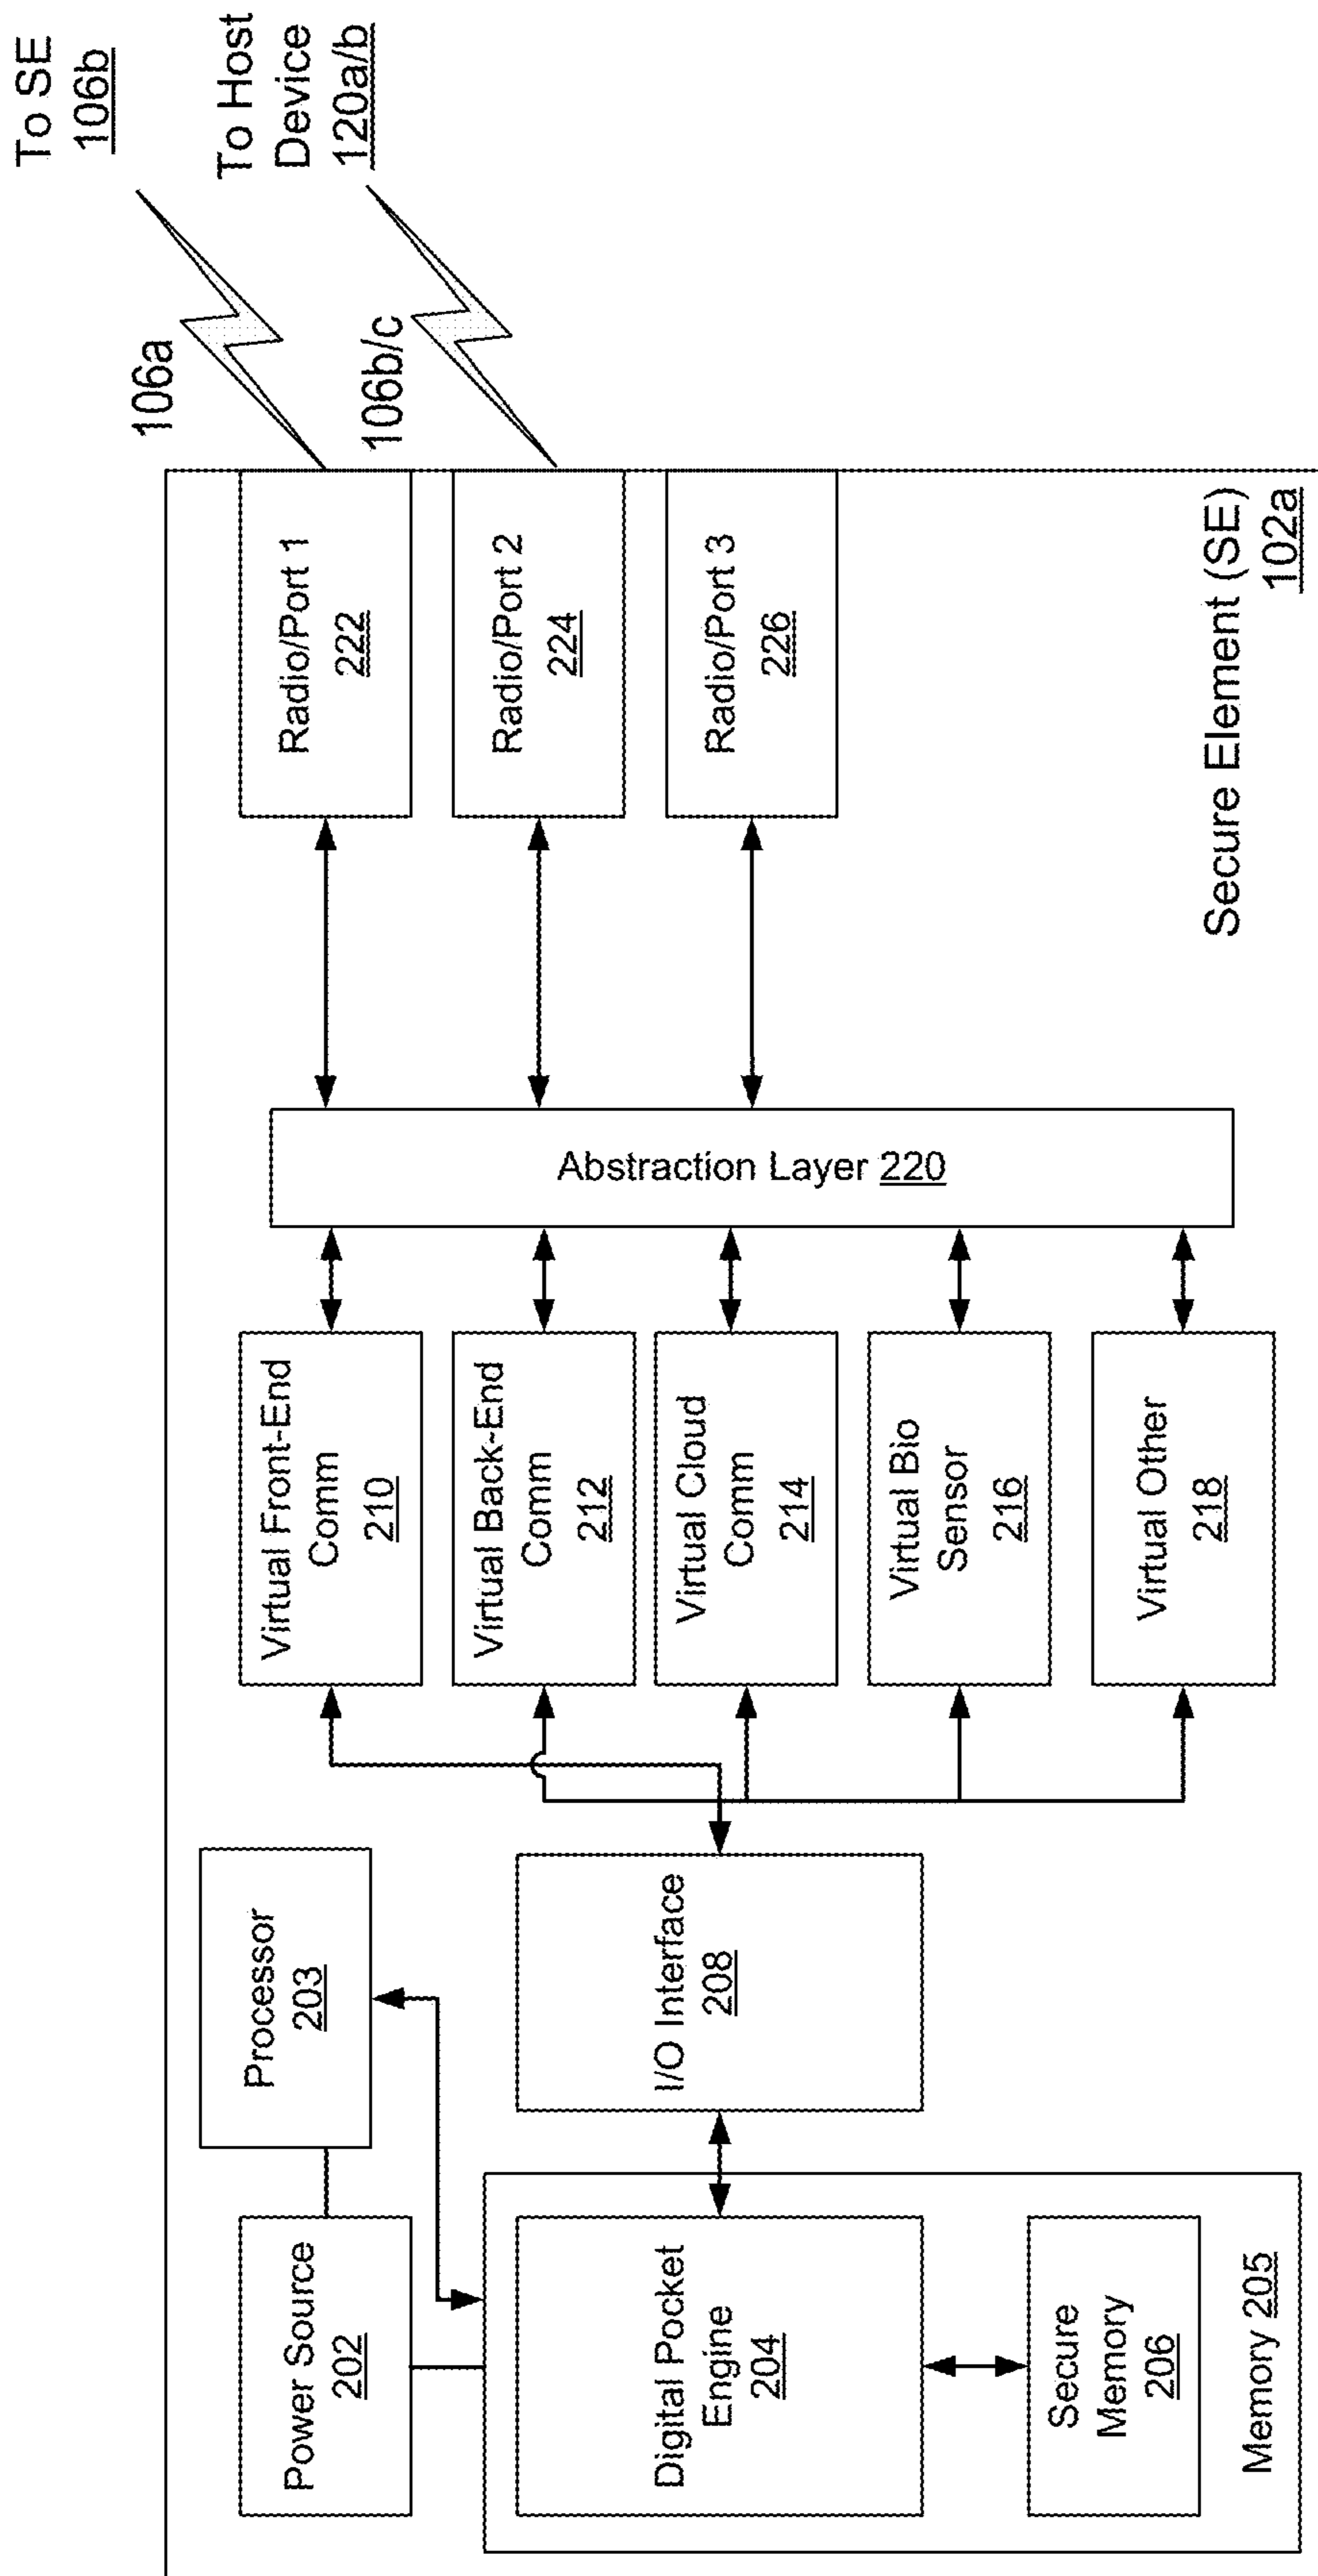 To SE
106b
To Host
Device
120a/b
106a
106b/c
Power Source
202
Processor
203
Digital Pocket
Engine
204
Secure
Memory
206
Memory 205
I/O Interface
208
Virtual Front-End
Comm
210
Virtual Back-End
Comm
212
Virtual Cloud
Comm
214
Virtual Bio
Sensor
216
Virtual Other
218
Abstraction Layer 220
Radio/Port 1
222
Radio/Port 2
224
Radio/Port 3
226
Secure Element (SE)
102a